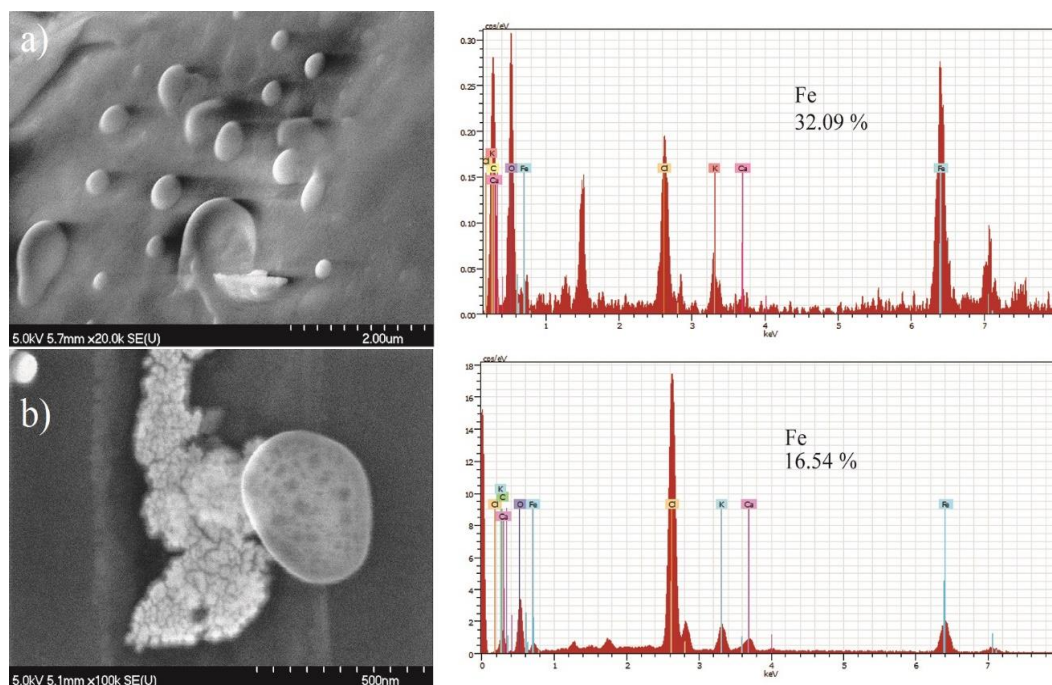 a)
5.0kV 5.7mm x20.0k SE(U)
2.00um
cps/eV
0.30
0.25
0.20
0.15
0.10
0.05
0.00
K
Cl
C
Ca
O
Fe
Cl
K
Ca
Fe
Fe
32.09 %
1
2
3
4
5
6
7
keV
b)
5.0kV 5.1mm x100k SE(U)
500nm
cps/eV
18
16
14
12
10
8
6
4
2
0
K
C
Cl
Ca
O
Fe
Cl
K
Ca
Fe
Fe
16.54 %
0
1
2
3
4
5
6
7
keV